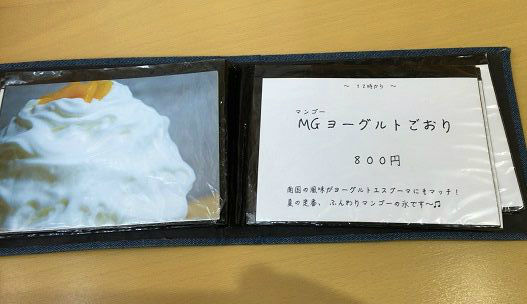 ～ 12時から ～
マンゴー
MGヨーグルトごおり
800円
南国の風味がヨーグルトエスプーマにもマッチ！
夏の定番、ふんわりマンゴーの氷です〜♫